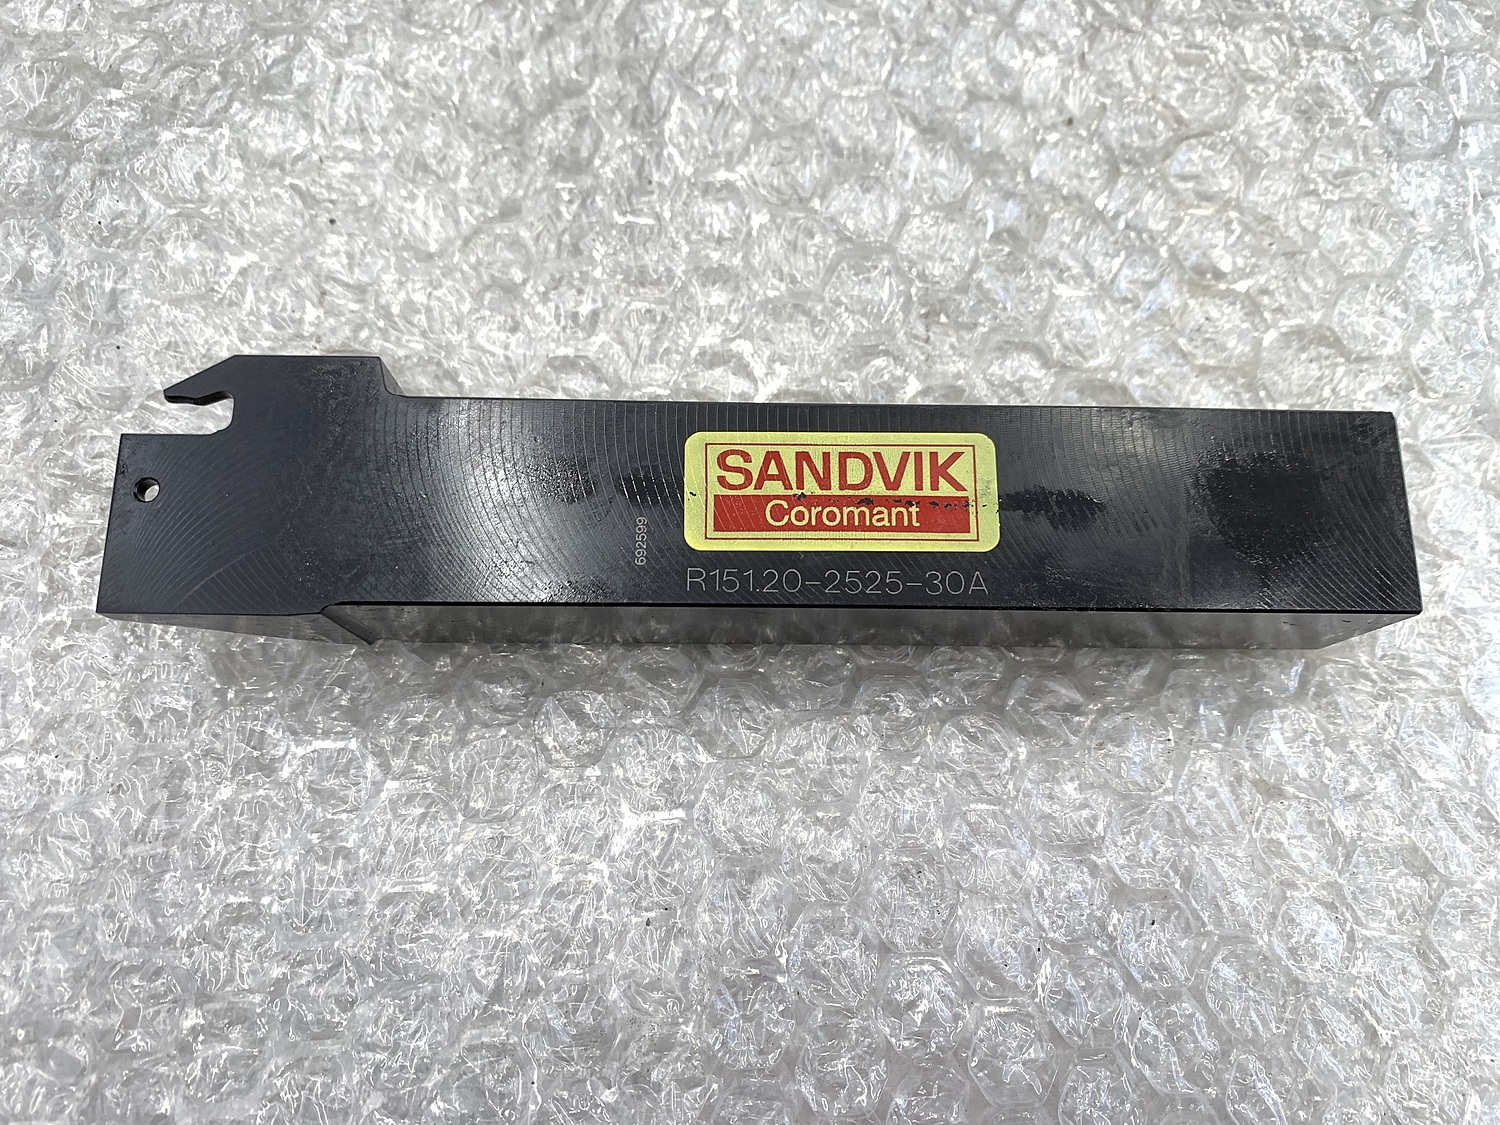 SANDVIK
Coromant
692599
R151.20-2525-30A